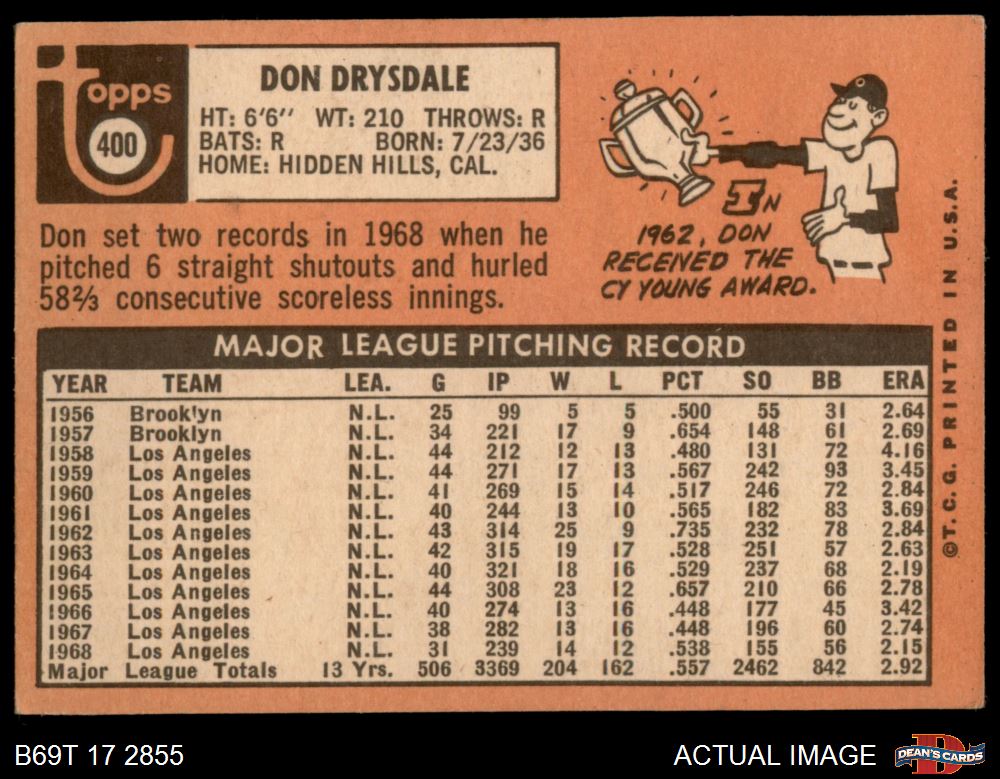 topps
400
DON DRYSDALE
HT: 6'6" WT: 210 THROWS: R
BATS: R BORN: 7/23/36
HOME: HIDDEN HILLS, CAL.
Don set two records in 1968 when he
pitched 6 straight shutouts and hurled
58⅔ consecutive scoreless innings.
IN
1962, DON
RECEIVED THE
CY YOUNG AWARD.
MAJOR LEAGUE PITCHING RECORD
YEAR TEAM LEA. G IP W L PCT SO BB ERA
1956 Brooklyn N.L. 25 99 5 5 .500 55 31 2.64
1957 Brooklyn N.L. 34 221 17 9 .654 148 61 2.69
1958 Los Angeles N.L. 44 212 12 13 .480 131 72 4.16
1959 Los Angeles N.L. 44 271 17 13 .567 242 93 3.45
1960 Los Angeles N.L. 41 269 15 14 .517 246 72 2.84
1961 Los Angeles N.L. 40 244 13 10 .565 182 83 3.69
1962 Los Angeles N.L. 43 314 25 9 .735 232 78 2.84
1963 Los Angeles N.L. 42 315 19 17 .528 251 57 2.63
1964 Los Angeles N.L. 40 321 18 16 .529 237 68 2.19
1965 Los Angeles N.L. 44 308 23 12 .657 210 66 2.78
1966 Los Angeles N.L. 40 274 13 16 .448 177 45 3.42
1967 Los Angeles N.L. 38 282 13 16 .448 196 60 2.74
1968 Los Angeles N.L. 31 239 14 12 .538 155 56 2.15
Major League Totals 13 Yrs. 506 3369 204 162 .557 2462 842 2.92
©T.C.G. PRINTED IN U.S.A.
B69T 17 2855
ACTUAL IMAGE
D
DEAN'S CARDS